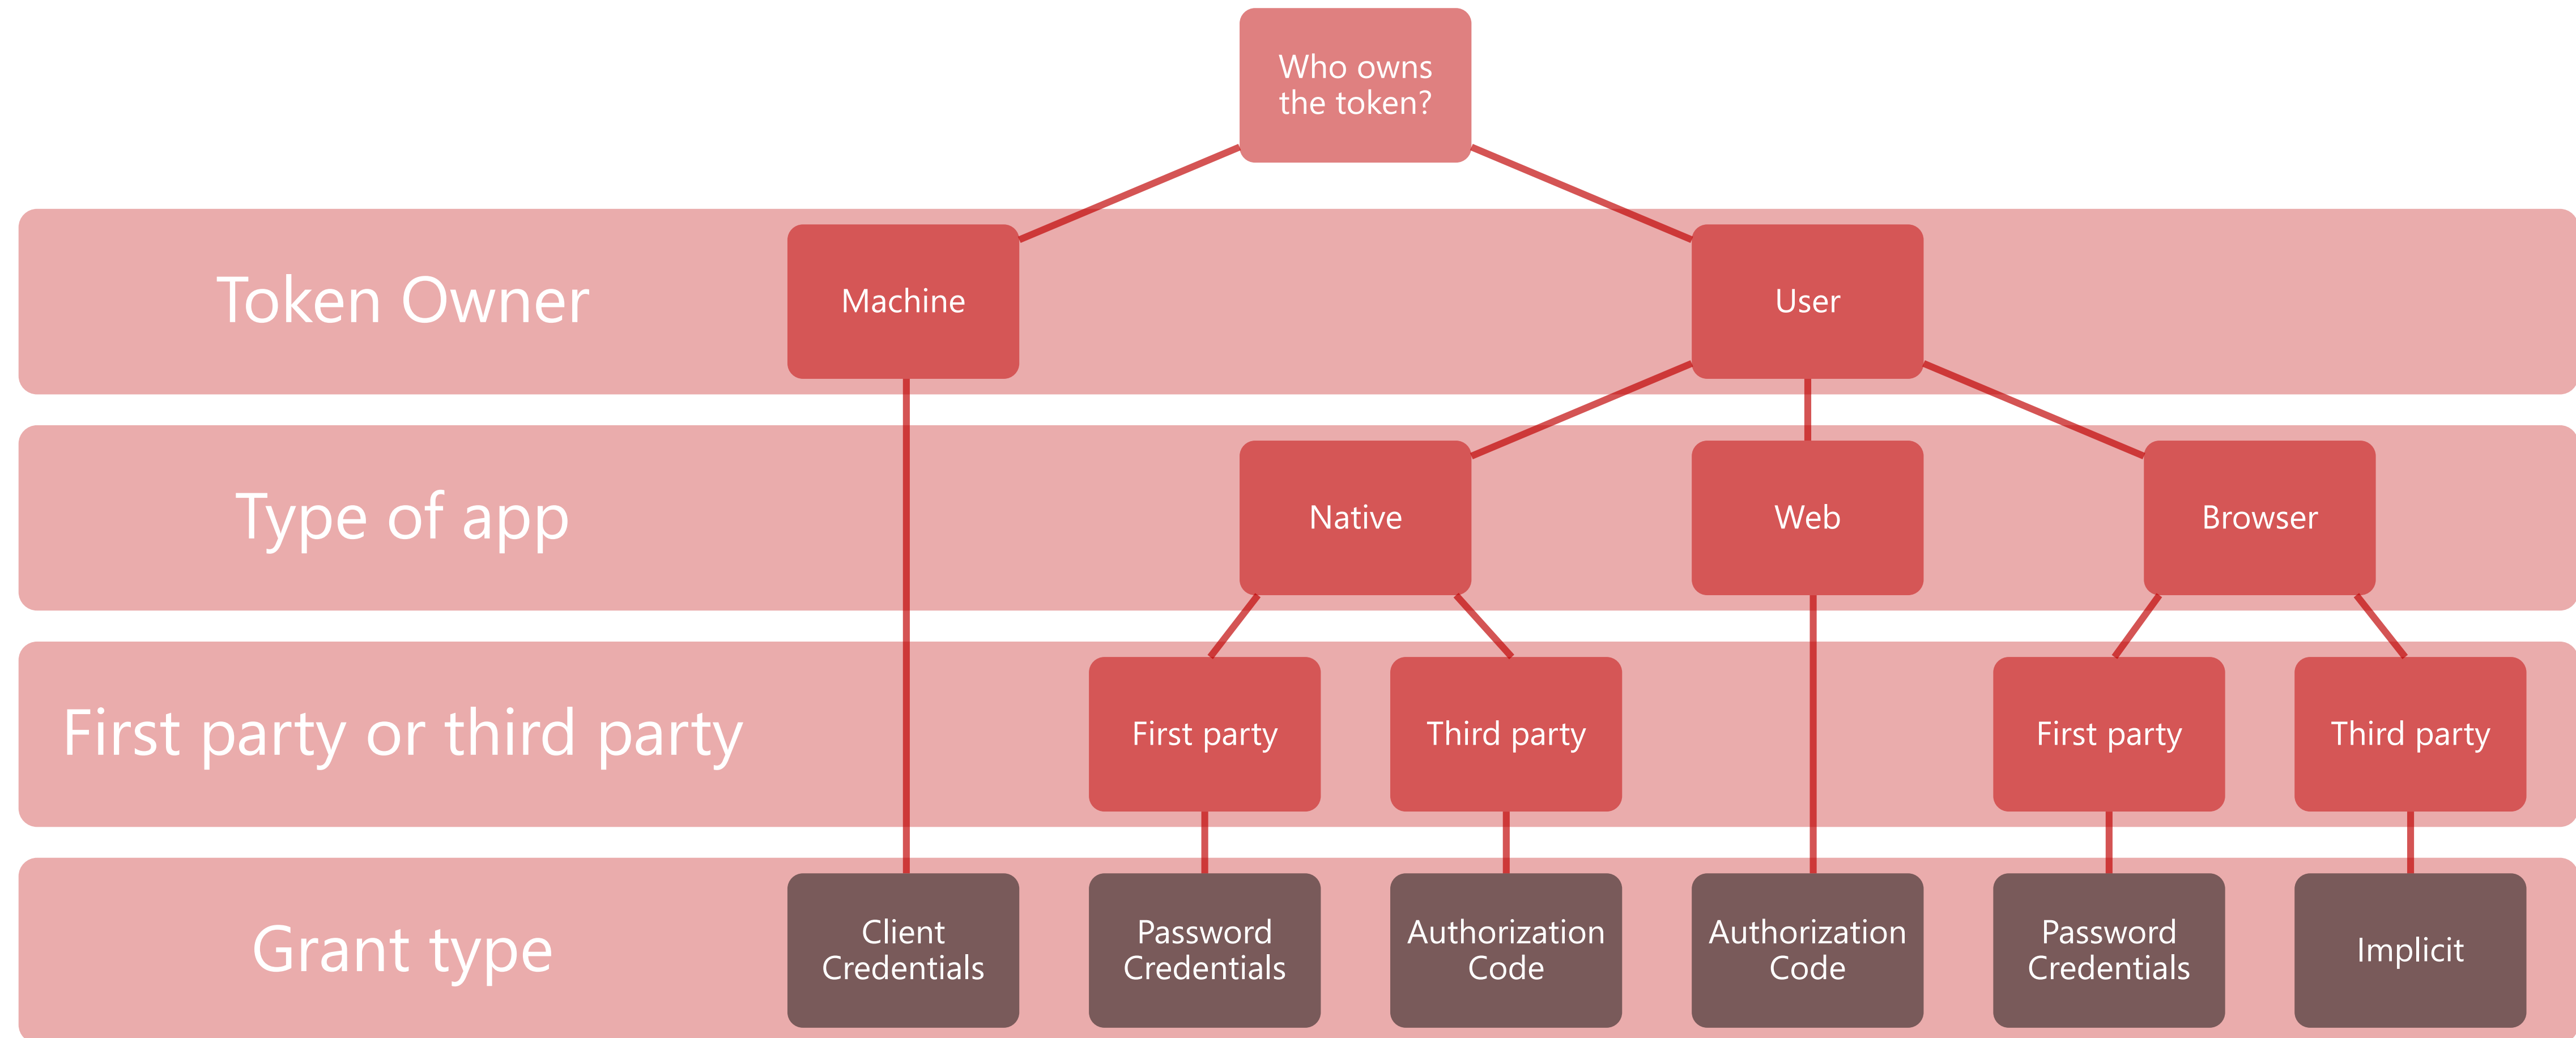 Who owns
the token?
Token Owner
Machine
User
Type of app
Native
Web
Browser
First party or third party
First party
Third party
First party
Third party
Grant type
Client
Credentials
Password
Credentials
Authorization
Code
Authorization
Code
Password
Credentials
Implicit